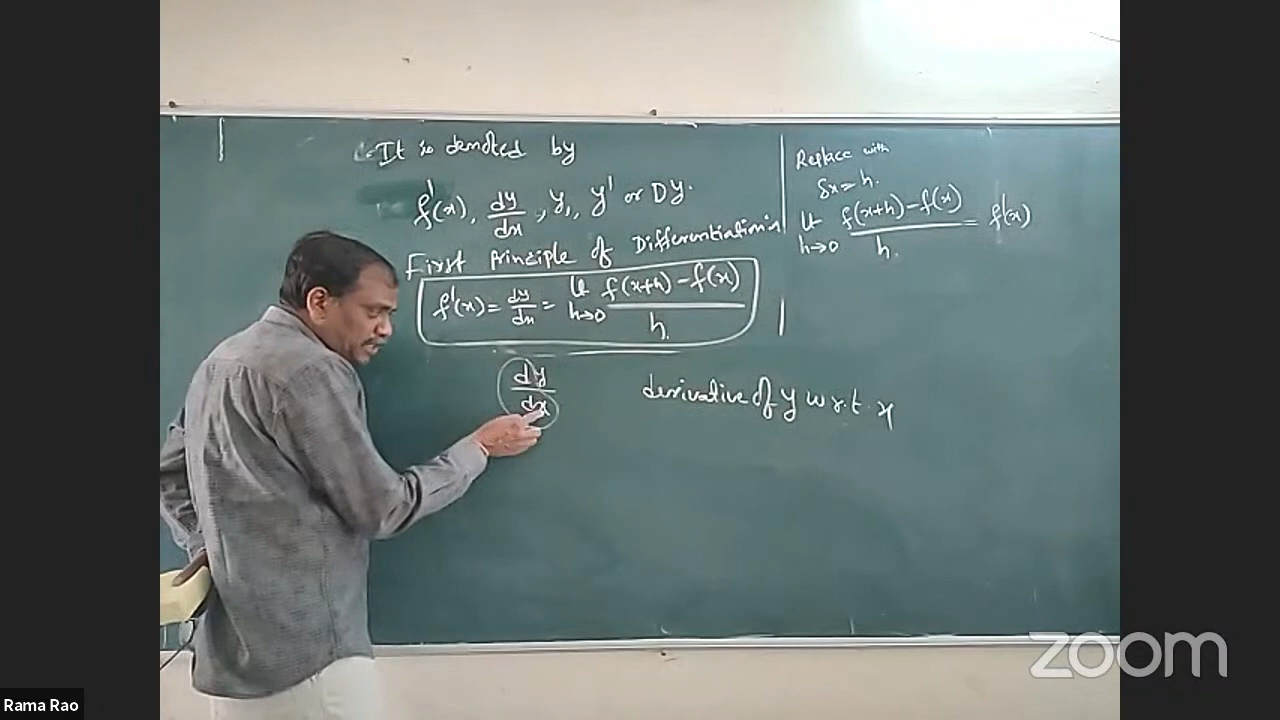 It is denoted by
f'(x), dy/dx, y₁, y' or Dy.
First Principle of Differentiation:
f'(x) = dy/dx = lt h→0 f(x+h) - f(x) / h.
dy/dx
derivative of y w.r.t. x
Replace with
δx = h.
lt h→0 f(x+h) - f(x) / h. = f'(x)
zoom
Rama Rao